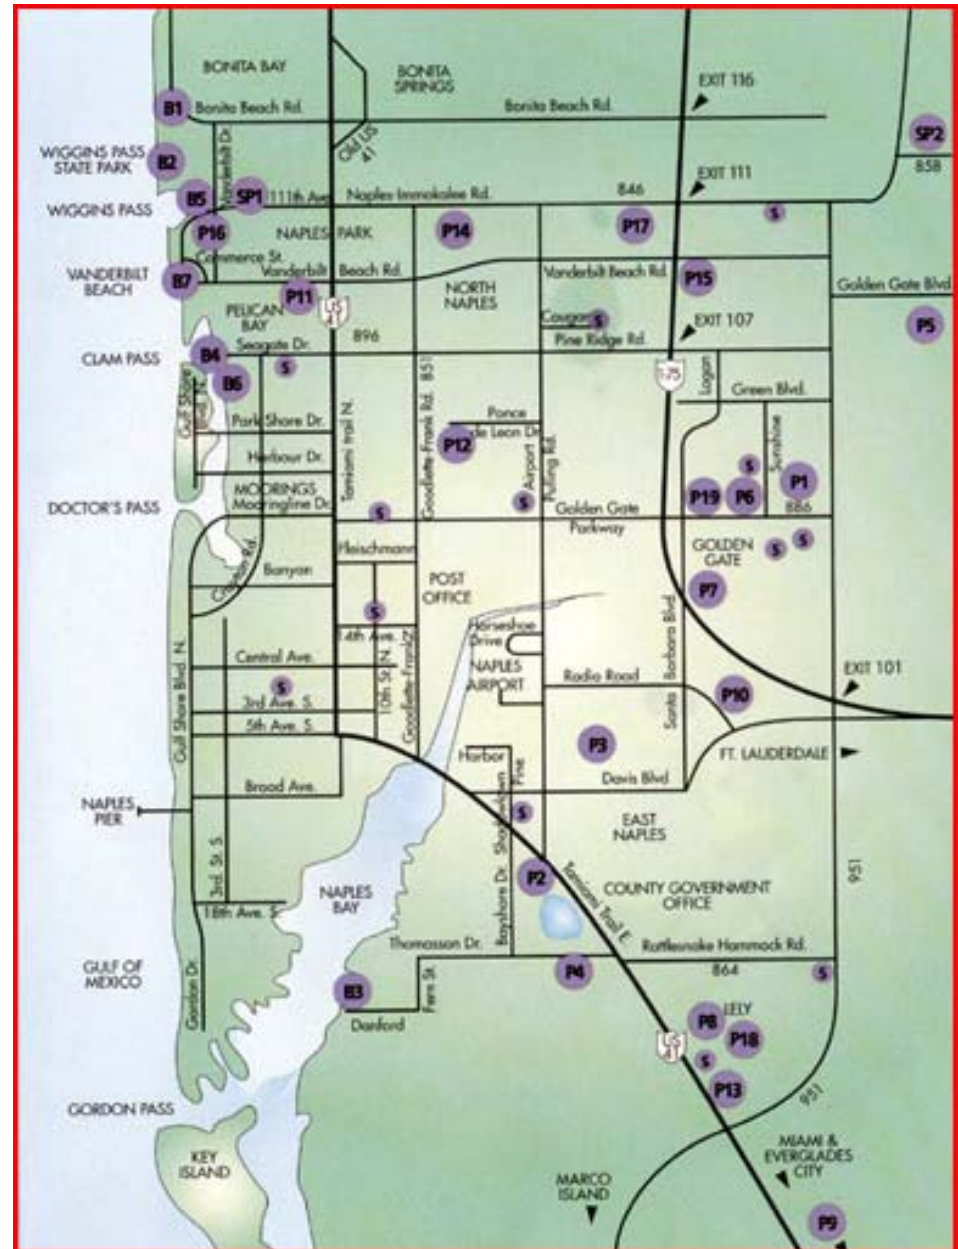 BONITA BAY
BONITA
SPRINGS
EXIT 116
B1
Bonita Beach Rd.
Bonita Beach Rd.
Old US
41
SP2
858
WIGGINS PASS
STATE PARK
B2
Vanderbilt Dr.
EXIT 111
B5
SP1
111th Ave
Naples Immokalee Rd.
846
S
WIGGINS PASS
P16
NAPLES PARK
P14
P17
Commerce St.
VANDERBILT
BEACH
B7
Vanderbilt Beach Rd.
Vanderbilt Beach Rd.
P15
Golden Gate Blvd
P11
US
41
NORTH
NAPLES
PELICAN
BAY
Cougar
S
EXIT 107
P5
Seagate Dr.
896
Pine Ridge Rd.
CLAM PASS
B4
S
B6
851
I-75
Logan
Green Blvd.
Gulf Shore
Blvd. N.
Park Shore Dr.
Tamiami Trail N.
Goodlette-Frank Rd.
Ponce
de Leon Dr.
P12
Airport
Pulling Rd.
Sunshine
Harbour Dr.
S
P1
MOORINGS
Mooringline Dr.
P19
P6
886
DOCTOR'S PASS
S
S
Golden Gate
Parkway
Crayton Rd.
Fleischmann
GOLDEN
GATE
S
S
Banyan
POST
OFFICE
P7
S
14th Ave.
Horseshoe
Drive
Santa Barbara Blvd.
Gulf Shore Blvd. N.
Central Ave.
10th St. N.
Goodlette-Frank
NAPLES
AIRPORT
Radio Road
EXIT 101
S
3rd Ave. S.
P10
5th Ave. S.
P3
FT. LAUDERDALE
Harbor
Pine
Broad Ave.
Davis Blvd
NAPLES
PIER
Shadowlawn
S
EAST
NAPLES
3rd. St. S.
951
P2
Tamiami Trail E
COUNTY GOVERNMENT
OFFICE
NAPLES
BAY
18th Ave. S.
Bayshore Dr.
Thomasson Dr.
Rattlesnake Hammock Rd.
GULF OF
MEXICO
Gordon Dr.
B3
Fern St.
P4
864
S
Danford
P8
LELY
P18
US
41
S
P13
951
GORDON PASS
KEY
ISLAND
MIAMI &
EVERGLADES
CITY
MARCO
ISLAND
P9